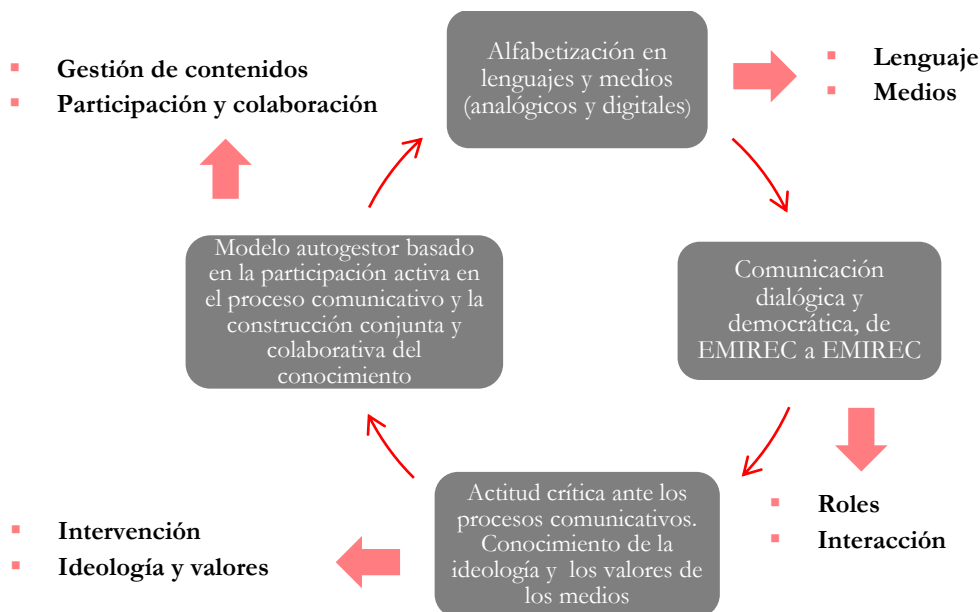 Alfabetización en
lenguajes y medios
(analógicos y digitales)
▪ Lenguaje
▪ Medios
▪ Gestión de contenidos
▪ Participación y colaboración
Modelo autogestor basado
en la participación activa en
el proceso comunicativo y la
construcción conjunta y
colaborativa del
conocimiento
Comunicación
dialógica y
democrática, de
EMIREC a EMIREC
▪ Roles
▪ Interacción
Actitud crítica ante los
procesos comunicativos.
Conocimiento de la
ideología y los valores de
los medios
▪ Intervención
▪ Ideología y valores